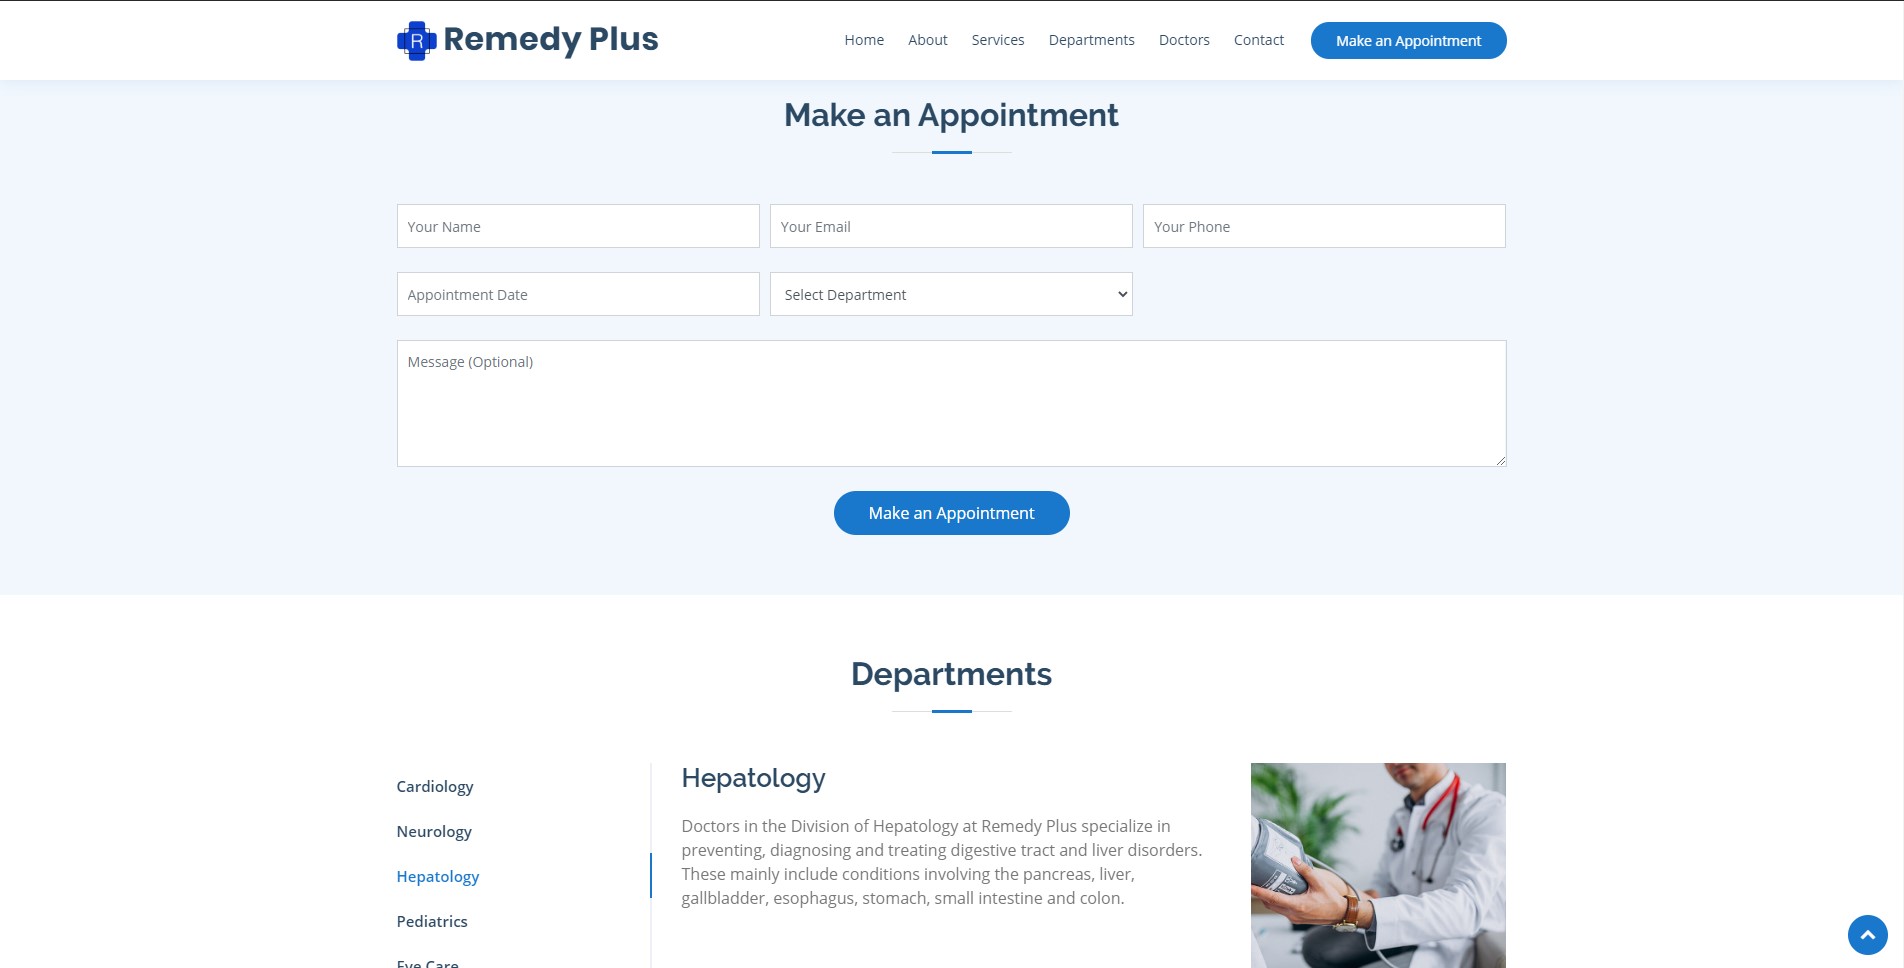 R Remedy Plus
Home About Services Departments Doctors Contact Make an Appointment
Make an Appointment
Your Name Your Email Your Phone
Appointment Date Select Department
Message (Optional)
Make an Appointment
Departments
Cardiology
Neurology
Hepatology
Pediatrics
Eye Care
Hepatology
Doctors in the Division of Hepatology at Remedy Plus specialize in
preventing, diagnosing and treating digestive tract and liver disorders.
These mainly include conditions involving the pancreas, liver,
gallbladder, esophagus, stomach, small intestine and colon.